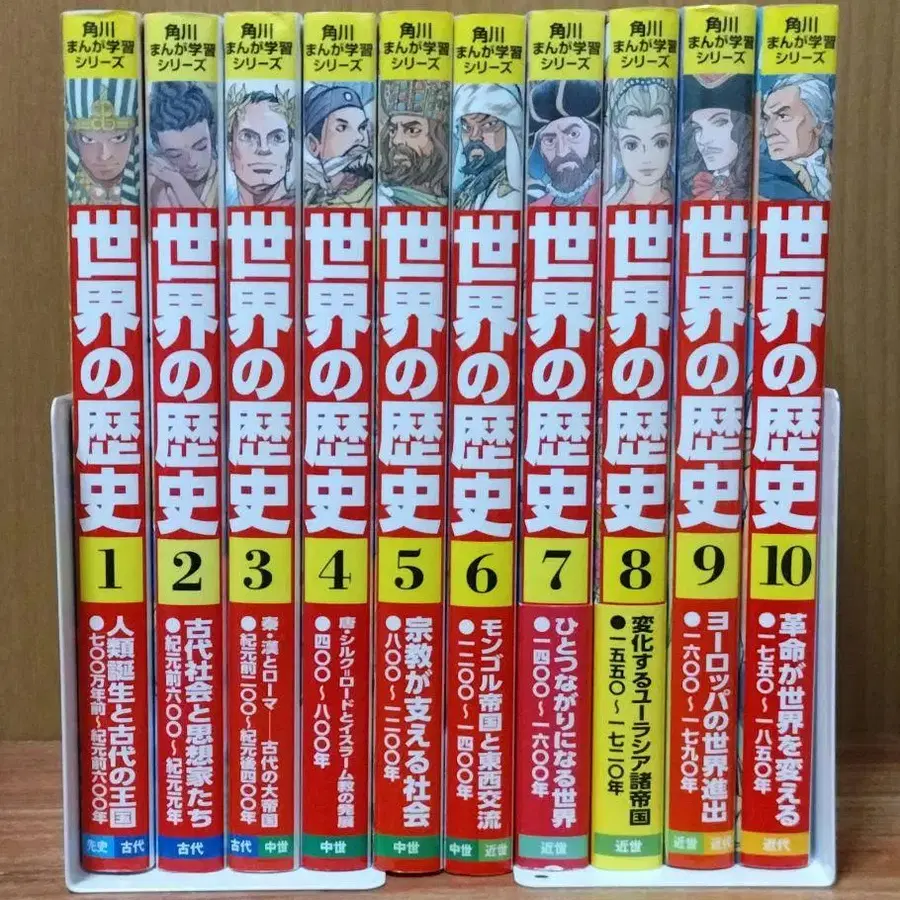 角川
まんが学習
シリーズ
世界の歴史
1
人類誕生と古代の王国
●七〇〇万年前〜紀元前六〇〇年
先史 古代
角川
まんが学習
シリーズ
世界の歴史
2
古代社会と思想家たち
●紀元前六〇〇〜紀元元年
古代
角川
まんが学習
シリーズ
世界の歴史
3
秦・漢とローマ――古代の大帝国
●紀元前二〇〇〜紀元後四〇〇年
古代 中世
角川
まんが学習
シリーズ
世界の歴史
4
唐・シルク=ロードとイスラーム教の発展
●四〇〇〜八〇〇年
中世
角川
まんが学習
シリーズ
世界の歴史
5
宗教が支える社会
●八〇〇〜一二〇〇年
中世
角川
まんが学習
シリーズ
世界の歴史
6
モンゴル帝国と東西交流
●一二〇〇〜一四〇〇年
中世 近世
角川
まんが学習
シリーズ
世界の歴史
7
ひとつながりになる世界
●一四〇〇〜一六〇〇年
近世
角川
まんが学習
シリーズ
世界の歴史
8
変化するユーラシア諸帝国
●一五五〇〜一七二〇年
近世
角川
まんが学習
シリーズ
世界の歴史
9
ヨーロッパの世界進出
●一六〇〇〜一七九〇年
近世 近代
角川
まんが学習
シリーズ
世界の歴史
10
革命が世界を変える
●一七五〇〜一八五〇年
近代